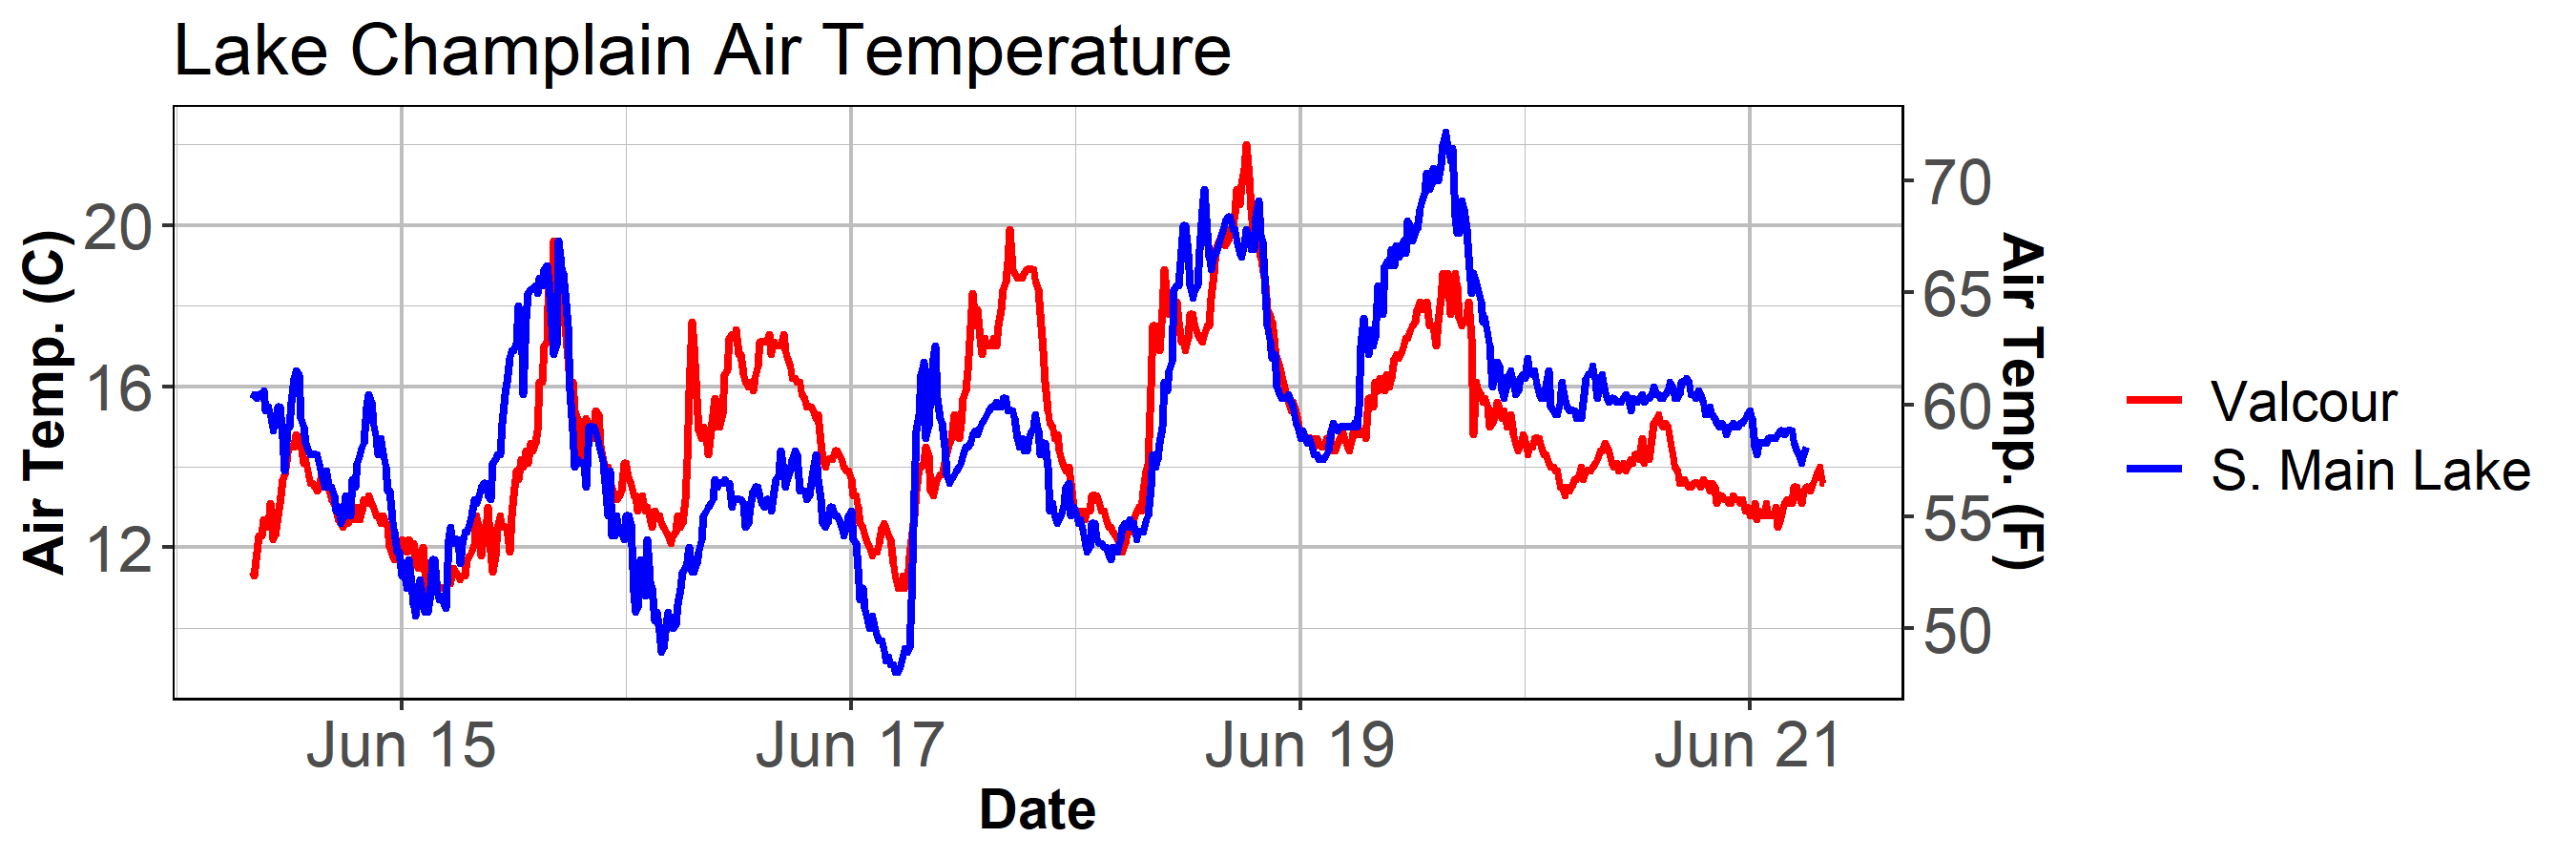 Lake Champlain Air Temperature
Air Temp. (C)
20
16
12
70
65
60
55
50
Air Temp. (F)
Jun 15
Jun 17
Jun 19
Jun 21
Date
Valcour
S. Main Lake